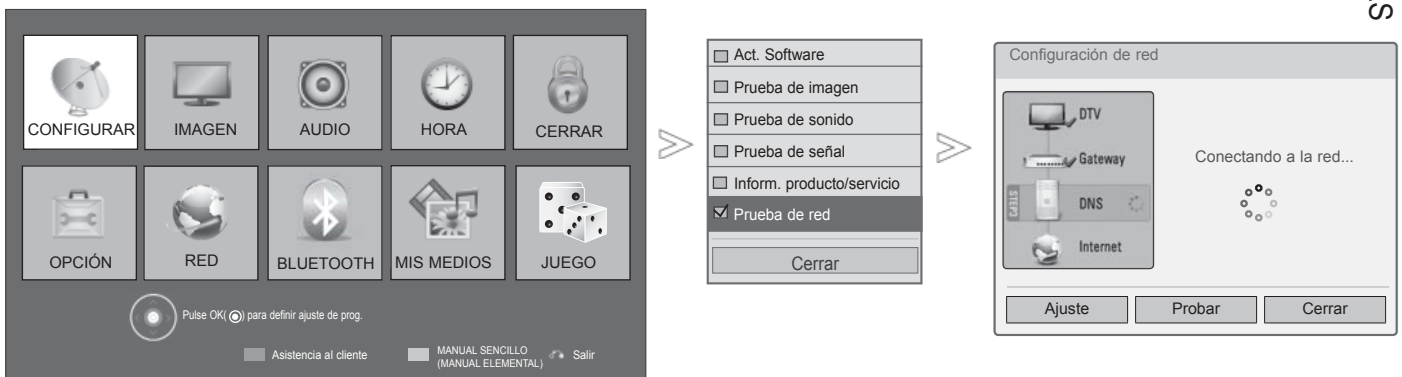 S
CONFIGURAR IMAGEN AUDIO HORA CERRAR
OPCIÓN RED BLUETOOTH MIS MEDIOS JUEGO
Pulse OK( ) para definir ajuste de prog.
Asistencia al cliente
MANUAL SENCILLO
(MANUAL ELEMENTAL)
Salir
Act. Software
Prueba de imagen
Prueba de sonido
Prueba de señal
Inform. producto/servicio
Prueba de red
Cerrar
Configuración de red
DTV
Gateway
STEP3
DNS
Internet
Conectando a la red...
Ajuste Probar Cerrar